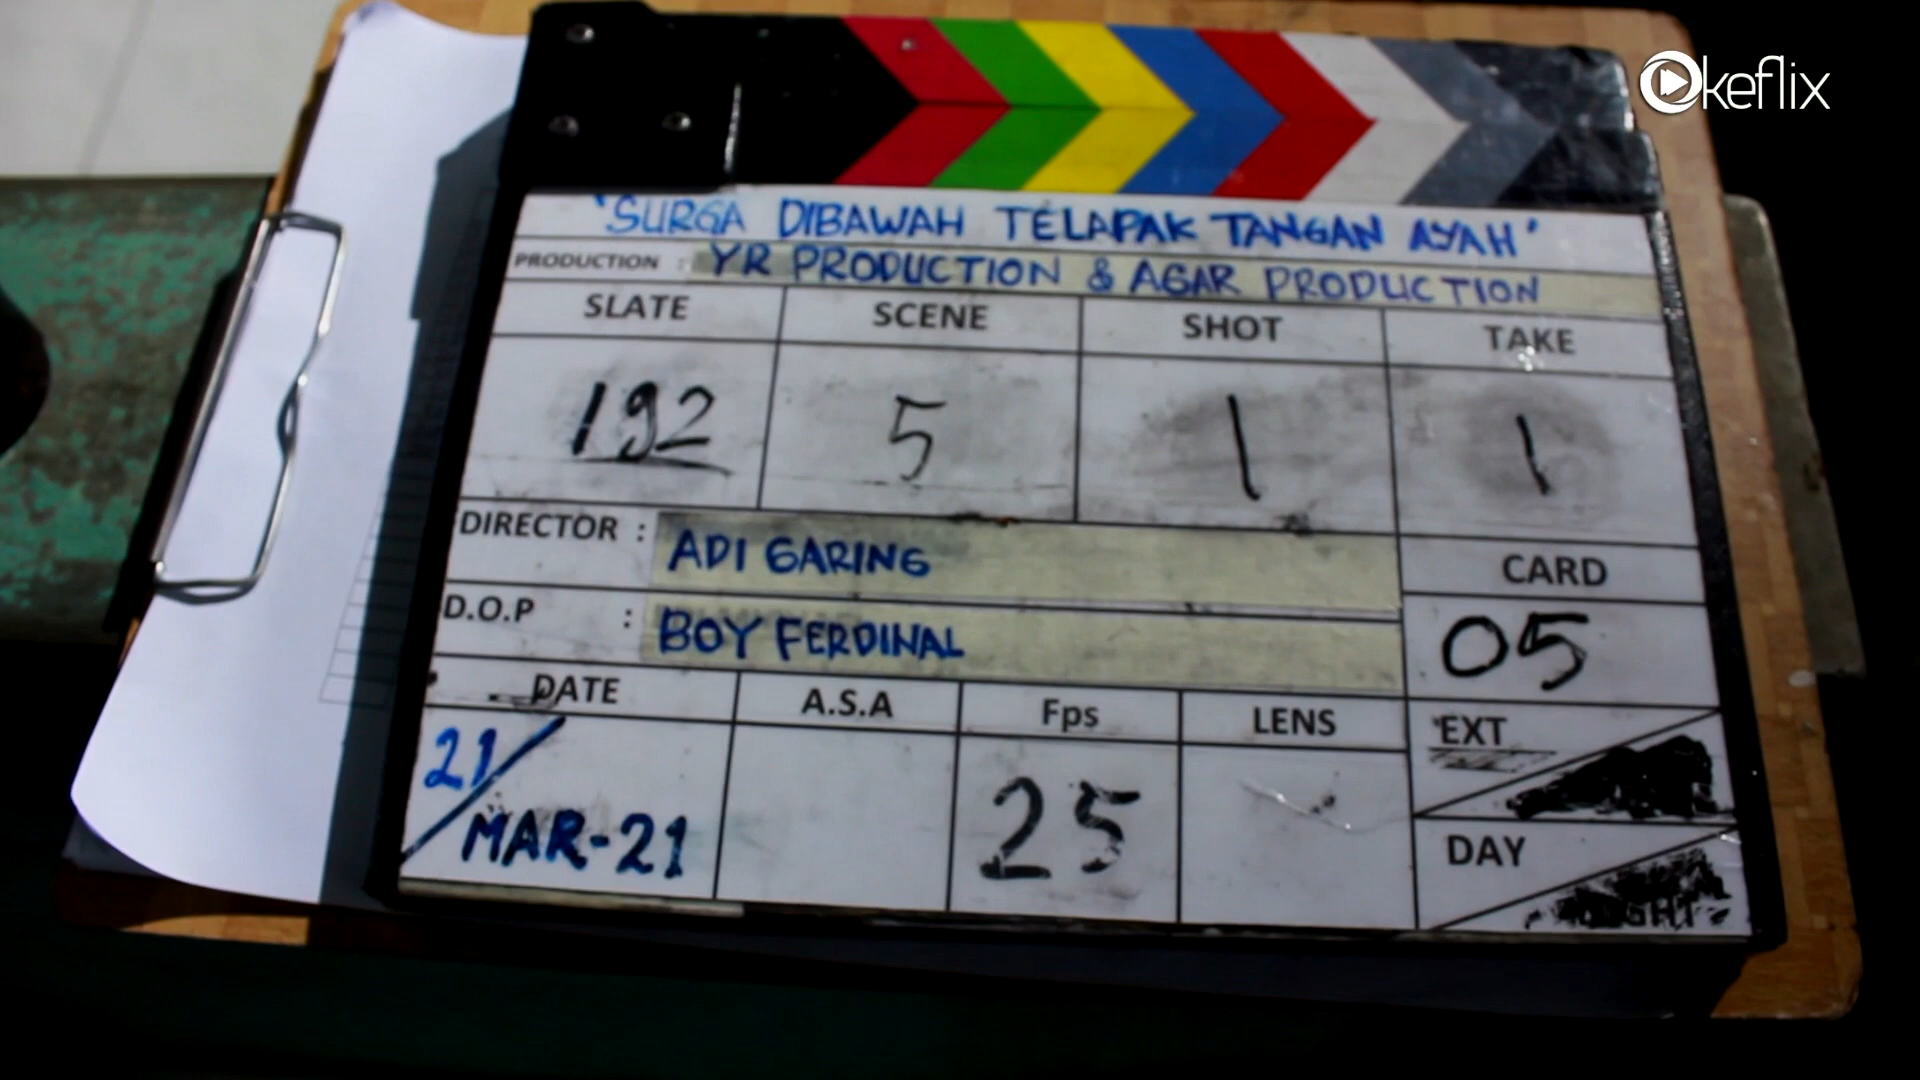 Okeflix
'SURGA DIBAWAH TELAPAK TANGAN AYAH'
PRODUCTION : YR PRODUCTION & AGAR PRODUCTION
SLATE SCENE SHOT TAKE
192 5 1 1
DIRECTOR : ADI GARING
CARD
D.O.P : BOY FERDINAL
05
DATE A.S.A Fps LENS
EXT
21/MAR-21 25
DAY